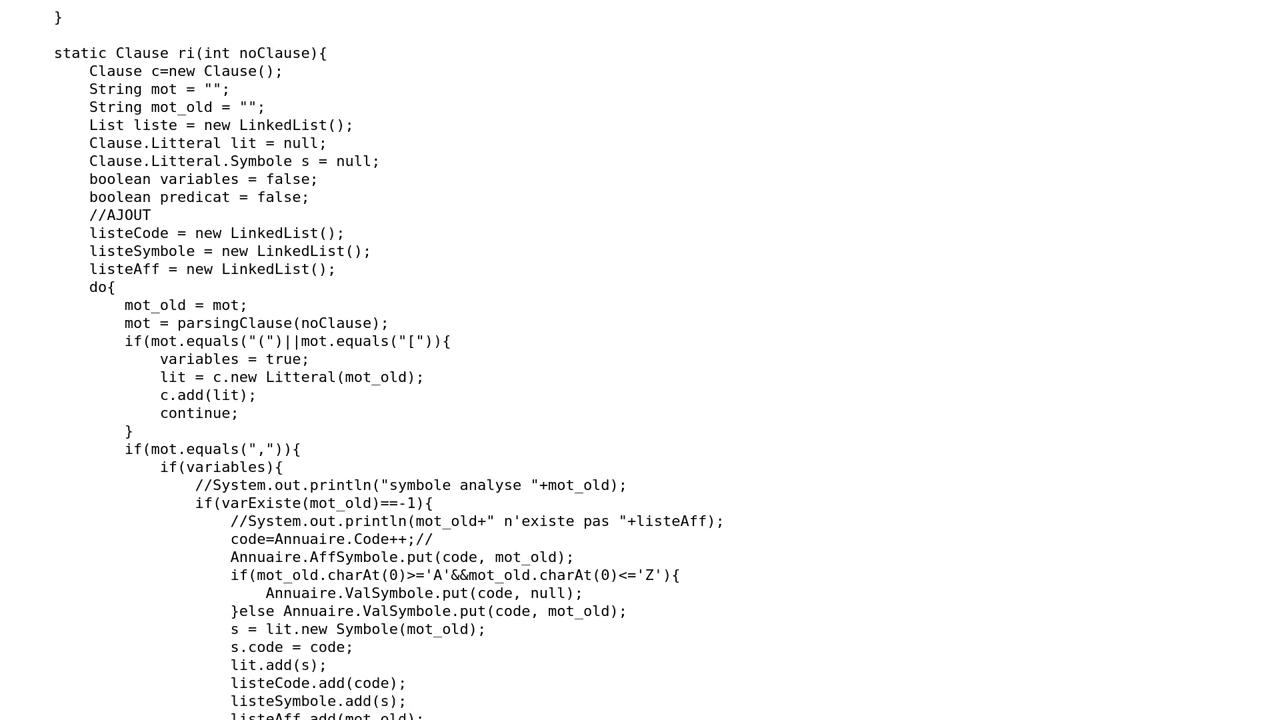 }
static Clause ri(int noClause){
Clause c=new Clause();
String mot = "";
String mot_old = "";
List liste = new LinkedList();
Clause.Litteral lit = null;
Clause.Litteral.Symbole s = null;
boolean variables = false;
boolean predicat = false;
//AJOUT
listeCode = new LinkedList();
listeSymbole = new LinkedList();
listeAff = new LinkedList();
do{
mot_old = mot;
mot = parsingClause(noClause);
if(mot.equals("(")||mot.equals("[")){
variables = true;
lit = c.new Litteral(mot_old);
c.add(lit);
continue;
}
if(mot.equals(",")){
if(variables){
//System.out.println("symbole analyse "+mot_old);
if(varExiste(mot_old)==-1){
//System.out.println(mot_old+" n'existe pas "+listeAff);
code=Annuaire.Code++;//
Annuaire.AffSymbole.put(code, mot_old);
if(mot_old.charAt(0)>='A'&&mot_old.charAt(0)<='Z'){
Annuaire.ValSymbole.put(code, null);
}else Annuaire.ValSymbole.put(code, mot_old);
s = lit.new Symbole(mot_old);
s.code = code;
lit.add(s);
listeCode.add(code);
listeSymbole.add(s);
listeAff.add(mot_old);